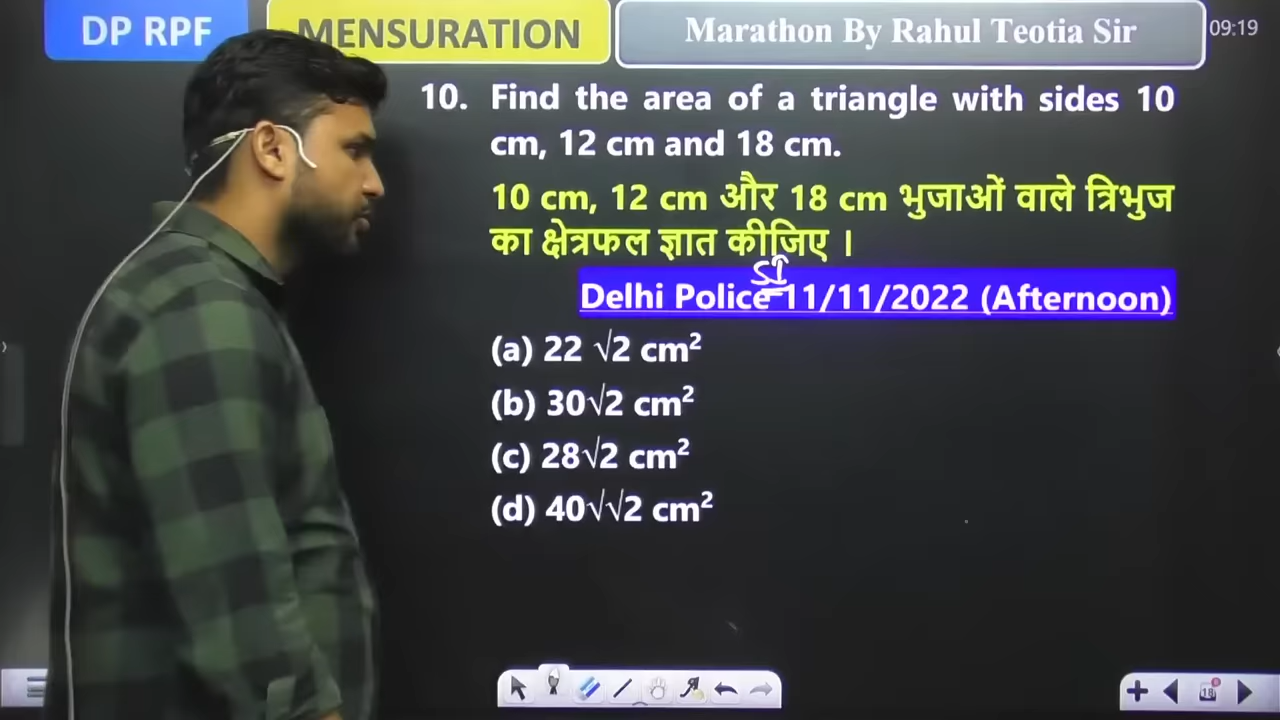 DP RPF
MENSURATION
Marathon By Rahul Teotia Sir
09:19
10. Find the area of a triangle with sides 10
cm, 12 cm and 18 cm.
10 cm, 12 cm और 18 cm भुजाओं वाले त्रिभुज
का क्षेत्रफल ज्ञात कीजिए ।
SI
Delhi Police 11/11/2022 (Afternoon)
(a) 22 √2 cm²
(b) 30√2 cm²
(c) 28√2 cm²
(d) 40√√2 cm²
18